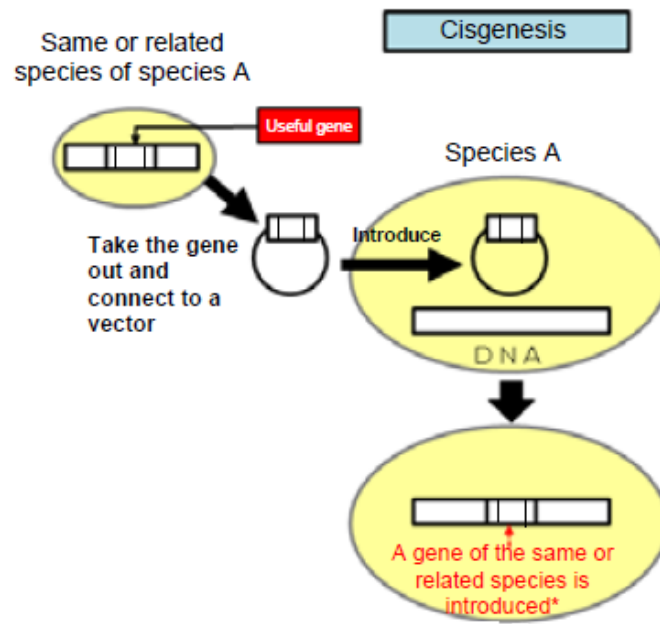 Cisgenesis
Same or related
species of species A
Useful gene
Species A
Take the gene
out and
connect to a
vector
Introduce
DNA
A gene of the same or
related species is
introduced*